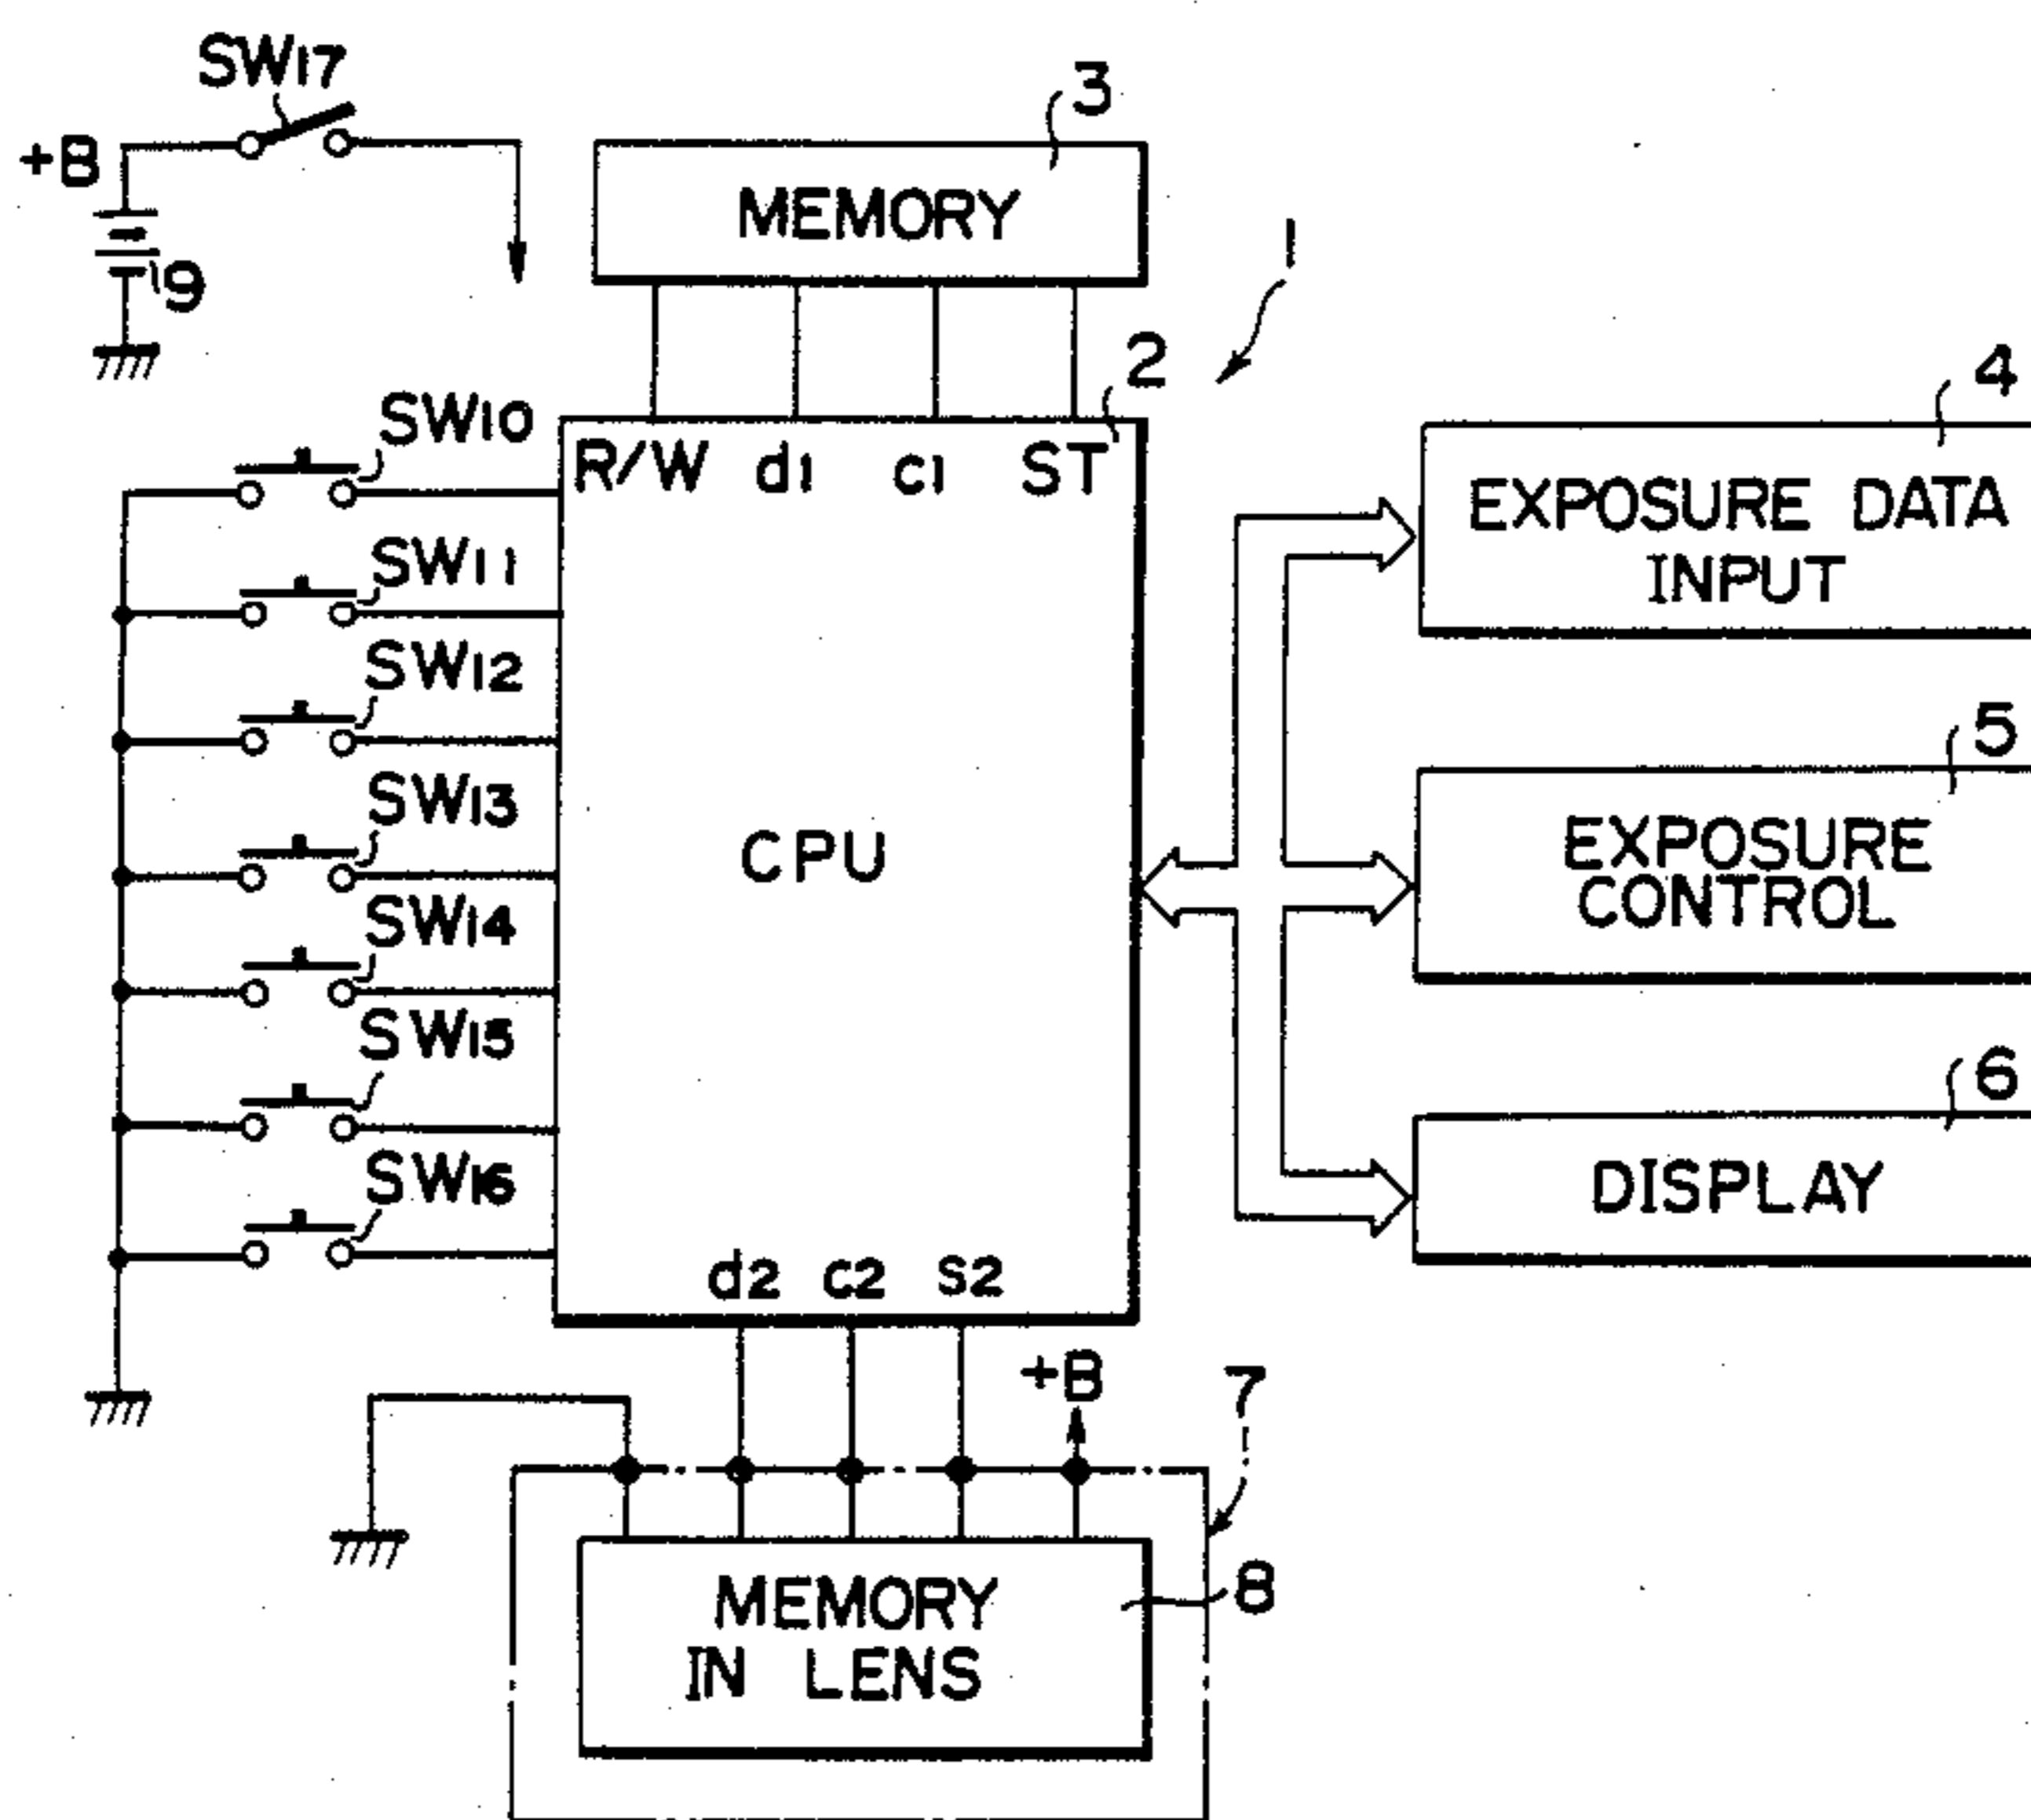 SW17
+B
9
3
MEMORY
1
2
R/W d1 c1 ST
SW10
SW11
SW12
SW13
SW14
SW15
SW16
CPU
d2 c2 s2
4
EXPOSURE DATA
INPUT
5
EXPOSURE
CONTROL
6
DISPLAY
+B
7
MEMORY
IN LENS
8